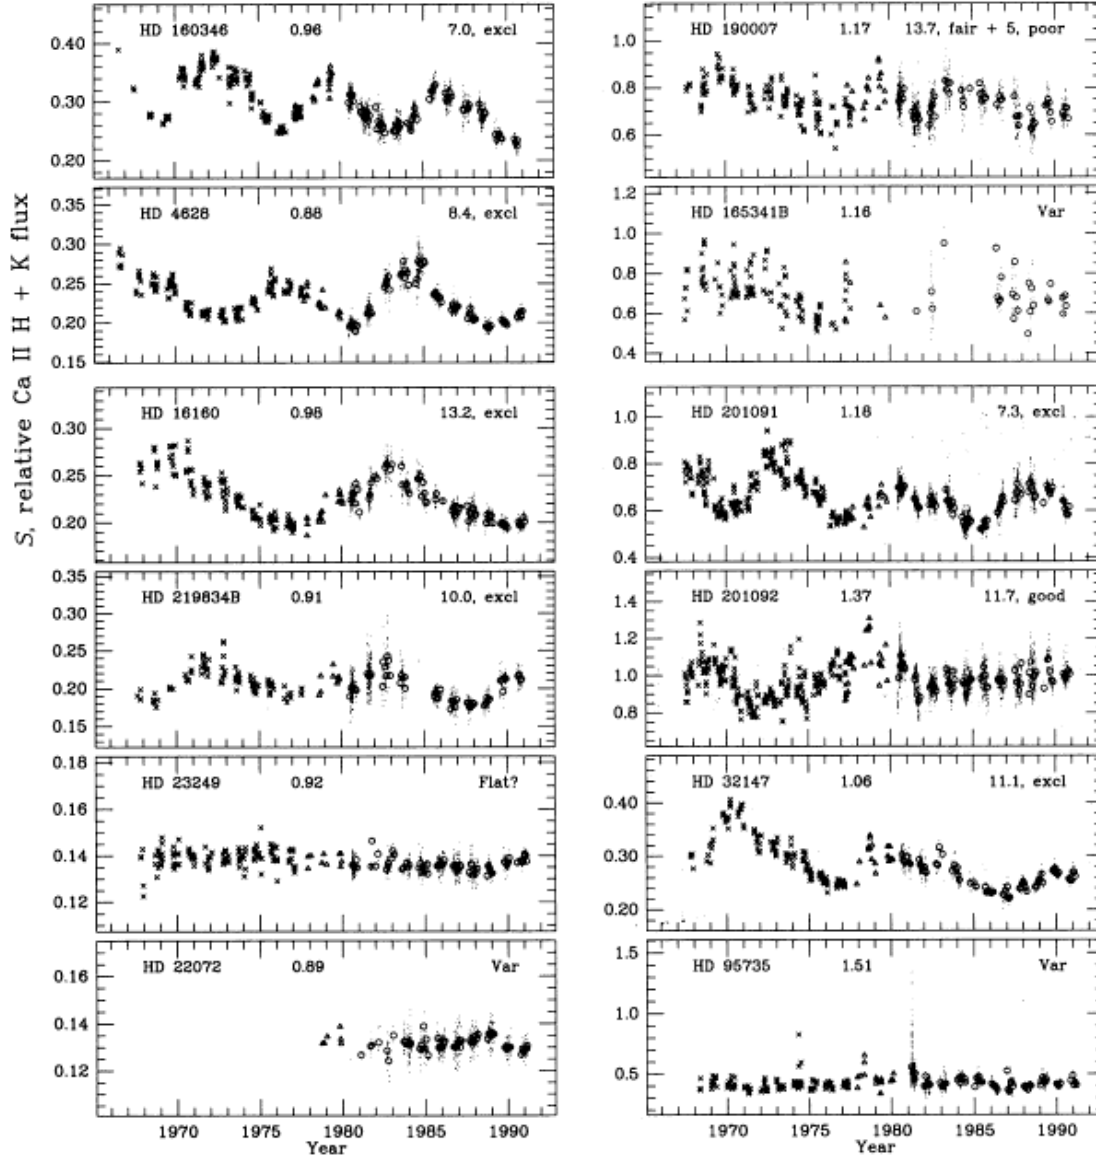 S, relative Ca II H + K flux
HD 160346 0.96 7.0, excl
0.40
0.30
0.20
HD 4628 0.88 8.4, excl
0.35
0.30
0.25
0.20
0.15
HD 16160 0.98 13.2, excl
0.30
0.25
0.20
HD 219834B 0.91 10.0, excl
0.35
0.30
0.25
0.20
0.15
HD 23249 0.92 Flat?
0.18
0.16
0.14
0.12
HD 22072 0.89 Var
0.16
0.14
0.12
1970 1975 1980 1985 1990
Year
HD 190007 1.17 13.7, fair + 5, poor
1.0
0.8
0.6
HD 165341B 1.16 Var
1.2
1.0
0.8
0.6
0.4
HD 201091 1.18 7.3, excl
1.0
0.8
0.6
0.4
HD 201092 1.37 11.7, good
1.4
1.2
1.0
0.8
HD 32147 1.06 11.1, excl
0.40
0.30
0.20
HD 95735 1.51 Var
1.5
1.0
0.5
1970 1975 1980 1985 1990
Year